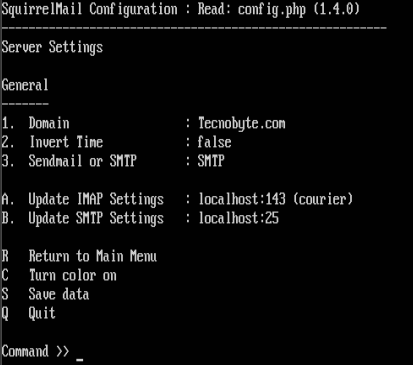 SquirrelMail Configuration : Read: config.php (1.4.0)
---------------------------------------------------------
Server Settings
General
-------
1.  Domain                 : Tecnobyte.com
2.  Invert Time            : false
3.  Sendmail or SMTP       : SMTP
A.  Update IMAP Settings   : localhost:143 (courier)
B.  Update SMTP Settings   : localhost:25
R   Return to Main Menu
C   Turn color on
S   Save data
Q   Quit
Command >> _